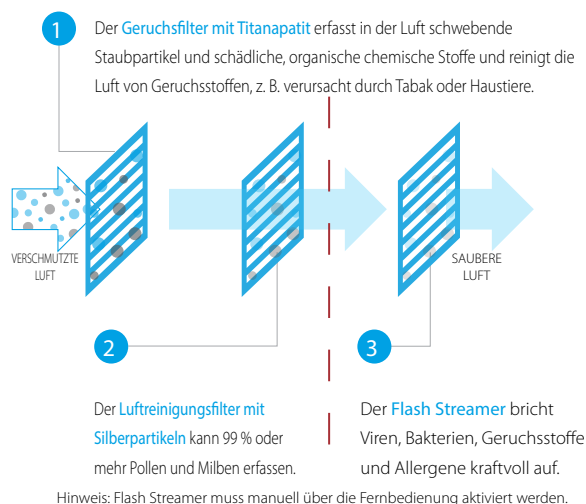 1
Der Geruchsfilter mit Titanapatit erfasst in der Luft schwebende
Staubpartikel und schädliche, organische chemische Stoffe und reinigt die
Luft von Geruchsstoffen, z. B. verursacht durch Tabak oder Haustiere.
VERSCHMUTZTE
LUFT
SAUBERE
LUFT
2
Der Luftreinigungsfilter mit
Silberpartikeln kann 99 % oder
mehr Pollen und Milben erfassen.
3
Der Flash Streamer bricht
Viren, Bakterien, Geruchsstoffe
und Allergene kraftvoll auf.
Hinweis: Flash Streamer muss manuell über die Fernbedienung aktiviert werden.